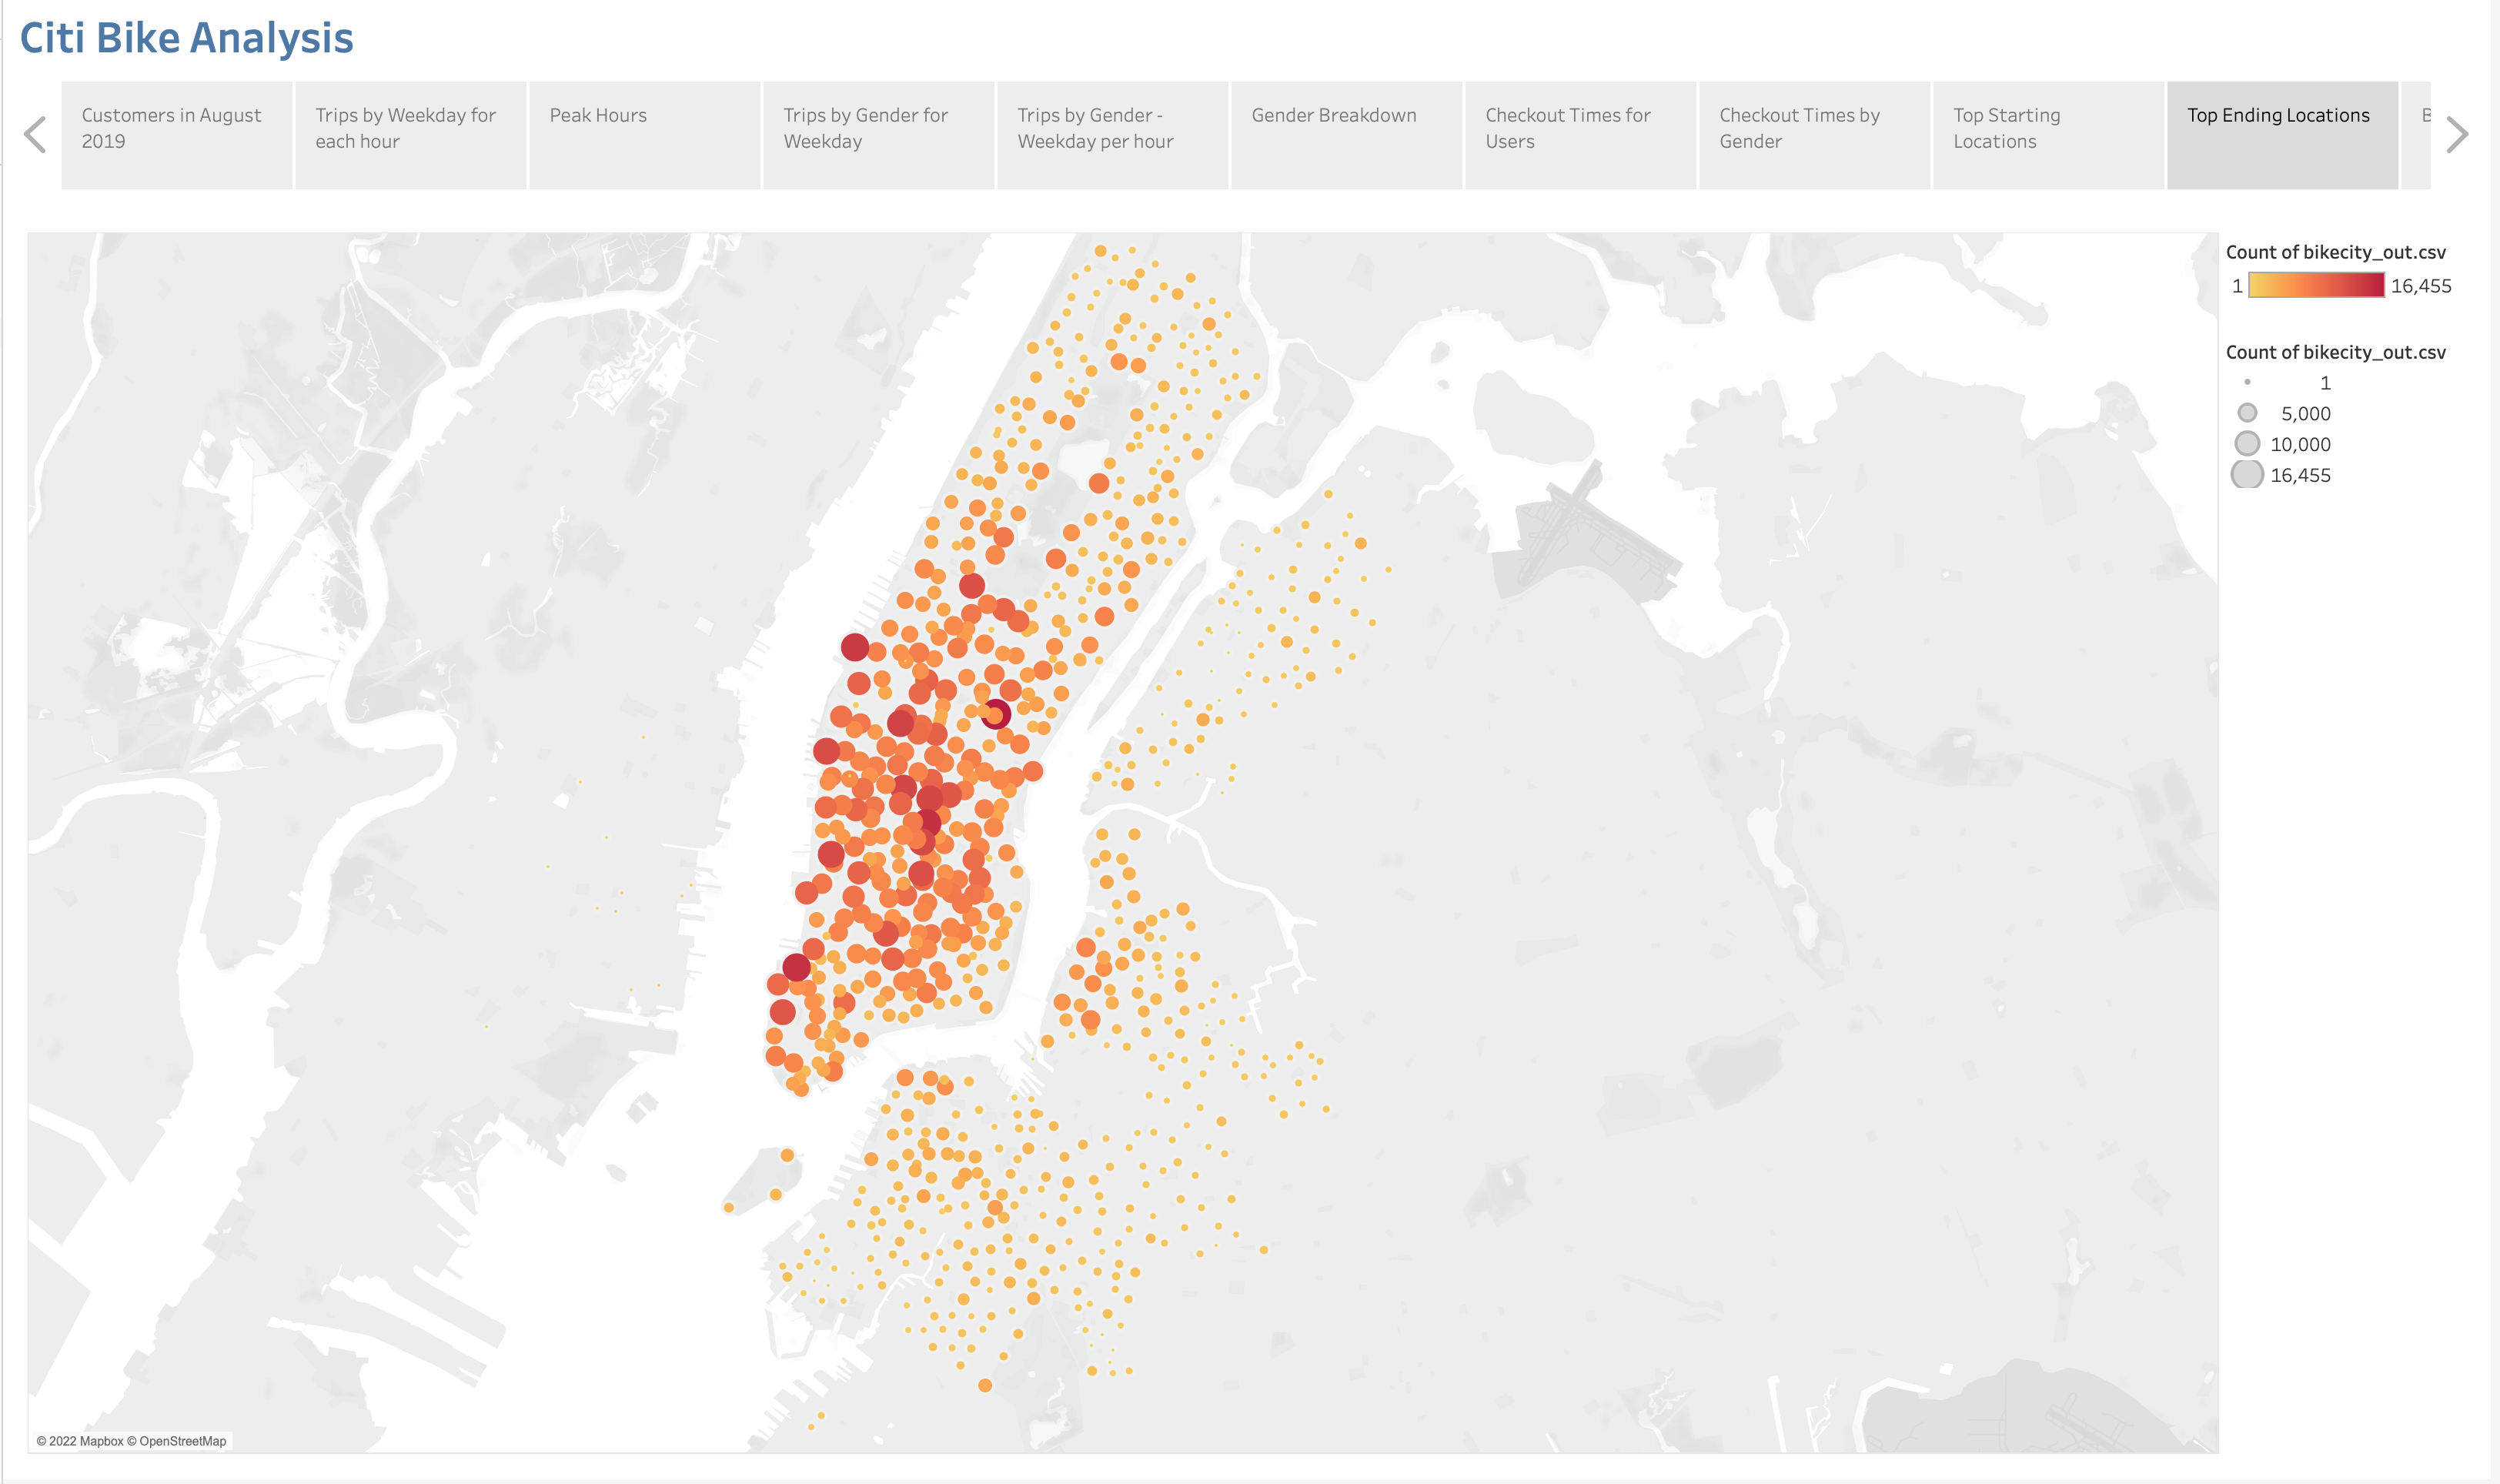 Citi Bike Analysis
Customers in August
2019
Trips by Weekday for
each hour
Peak Hours
Trips by Gender for
Weekday
Trips by Gender -
Weekday per hour
Gender Breakdown
Checkout Times for
Users
Checkout Times by
Gender
Top Starting
Locations
Top Ending Locations
Count of bikecity_out.csv
1 16,455
Count of bikecity_out.csv
1
5,000
10,000
16,455
© 2022 Mapbox © OpenStreetMap